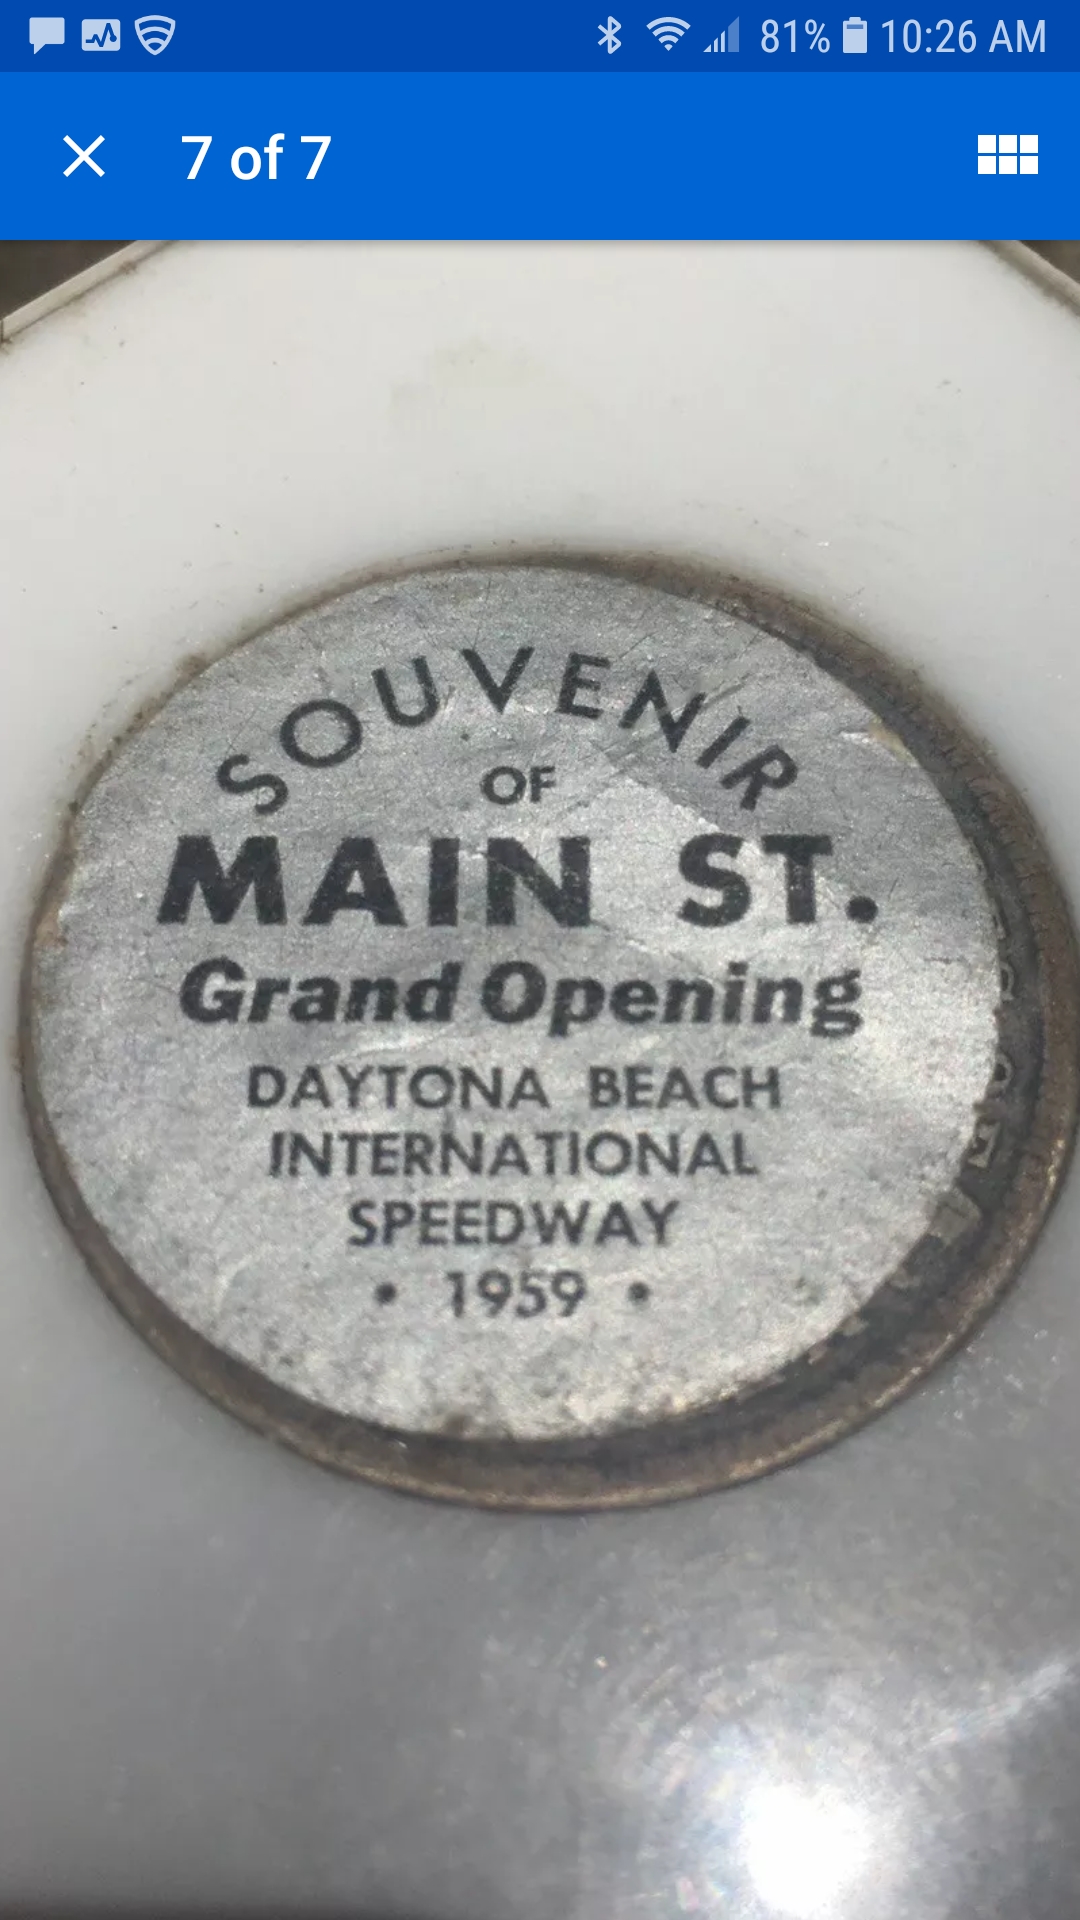 81% 10:26 AM
7 of 7
SOUVENIR
OF
MAIN ST.
Grand Opening
DAYTONA BEACH
INTERNATIONAL
SPEEDWAY
• 1959 •